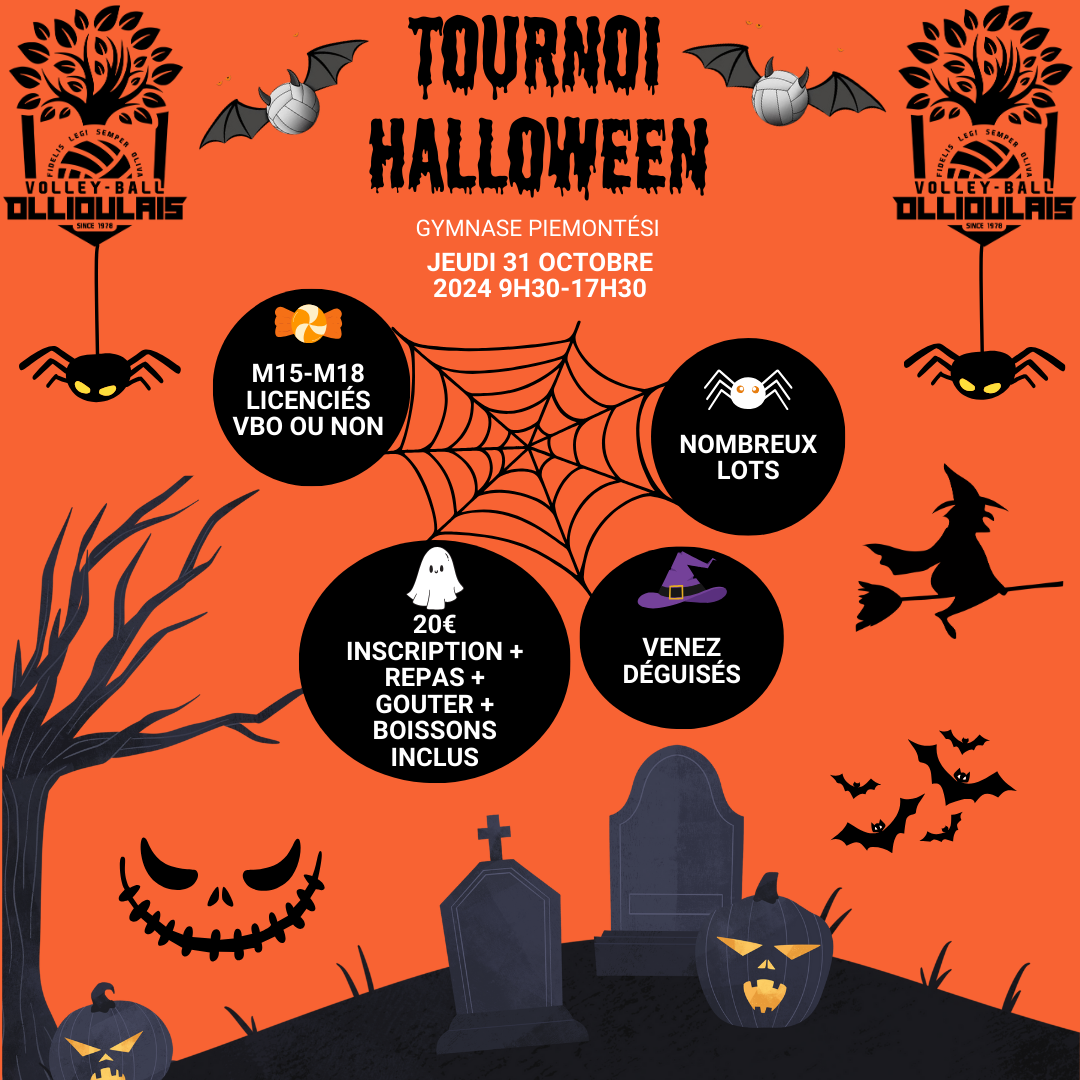 TOURNOI
HALLOWEEN
FIDELIS LEGI SEMPER OLIVA
VOLLEY-BALL
OLLIOULAIS
SINCE 1978
FIDELIS LEGI SEMPER OLIVA
VOLLEY-BALL
OLLIOULAIS
SINCE 1978
GYMNASE PIEMONTÉSI
JEUDI 31 OCTOBRE
2024 9H30-17H30
M15-M18
LICENCIÉS
VBO OU NON
NOMBREUX
LOTS
20€
INSCRIPTION +
REPAS +
GOUTER +
BOISSONS
INCLUS
VENEZ
DÉGUISÉS